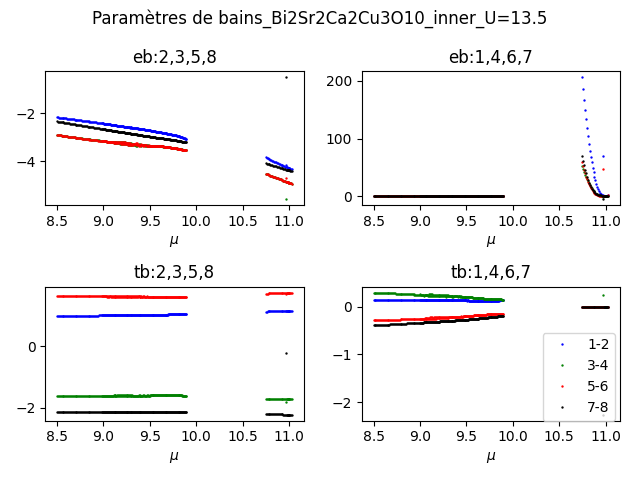 Paramètres de bains_Bi2Sr2Ca2Cu3O10_inner_U=13.5
eb:2,3,5,8
eb:1,4,6,7
−2
−4
8.5 9.0 9.5 10.0 10.5 11.0
μ
200
100
0
8.5 9.0 9.5 10.0 10.5 11.0
μ
tb:2,3,5,8
tb:1,4,6,7
0
−2
8.5 9.0 9.5 10.0 10.5 11.0
μ
0
−1
−2
8.5 9.0 9.5 10.0 10.5 11.0
μ
1-2
3-4
5-6
7-8